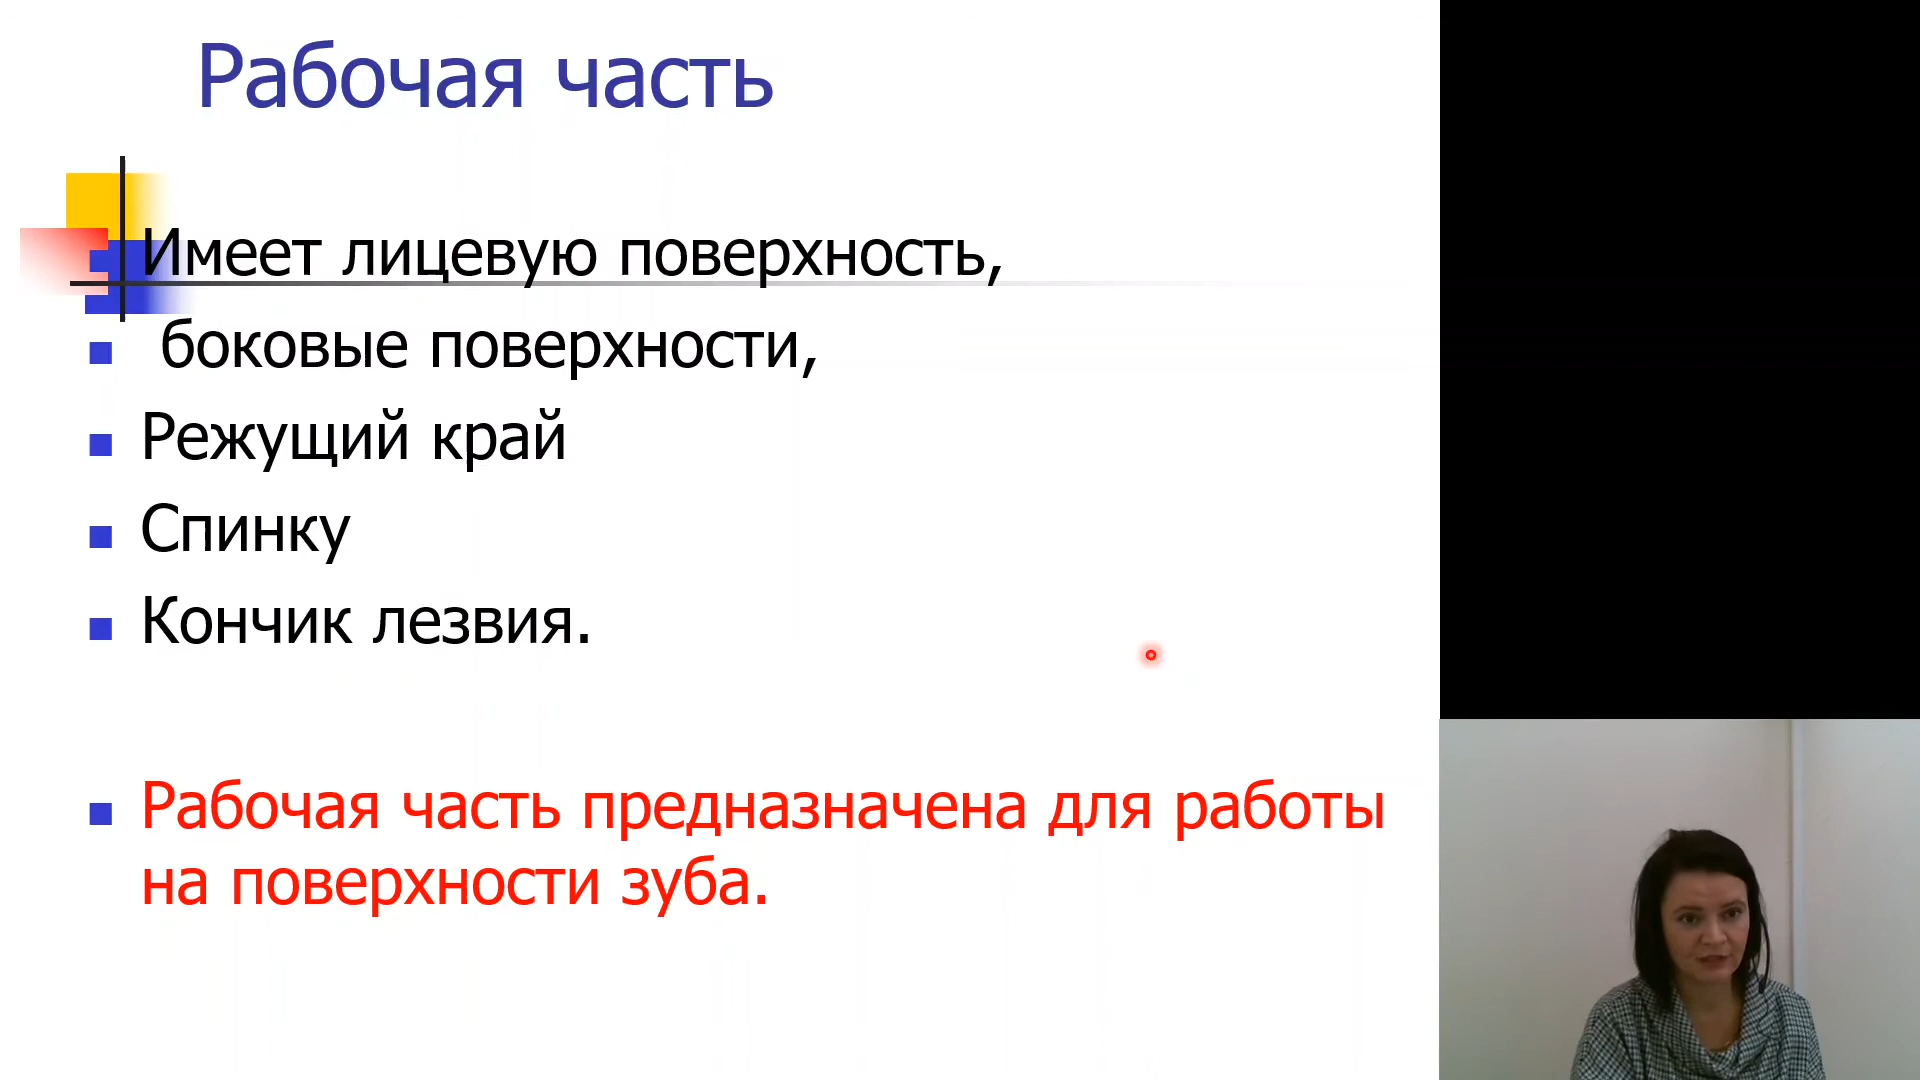 Рабочая часть
Имеет лицевую поверхность,
боковые поверхности,
Режущий край
Спинку
Кончик лезвия.
Рабочая часть предназначена для работы
на поверхности зуба.